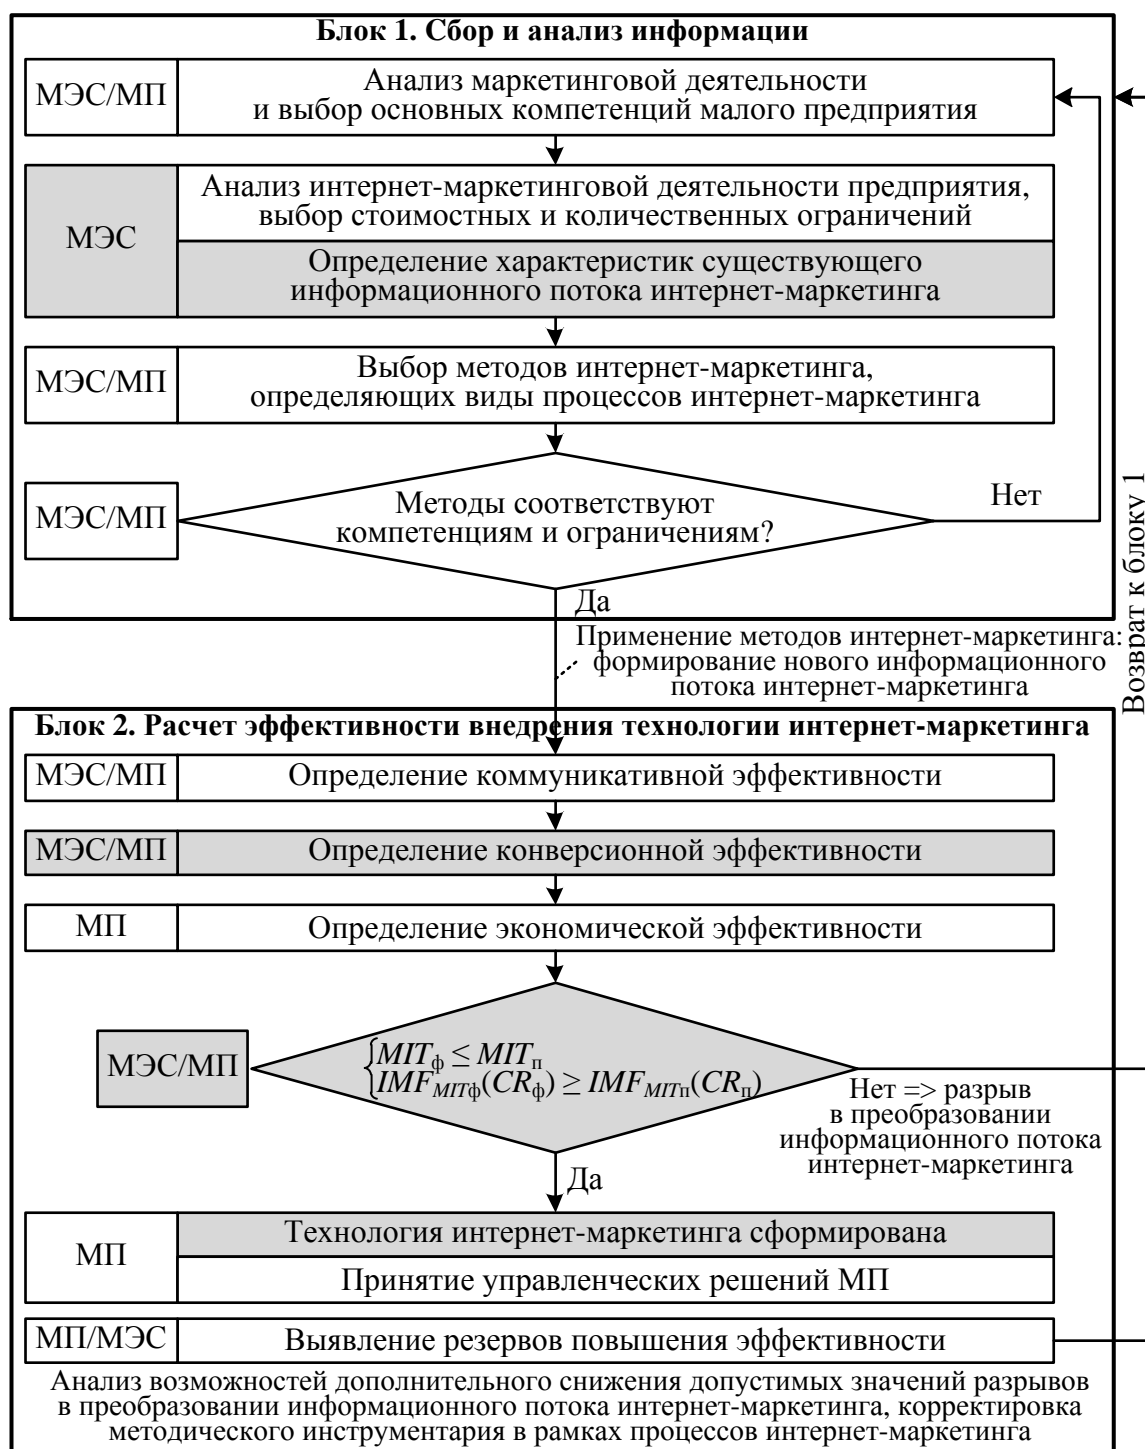 Блок 1. Сбор и анализ информации
МЭС/МП
Анализ маркетинговой деятельности
и выбор основных компетенций малого предприятия
МЭС
Анализ интернет-маркетинговой деятельности предприятия,
выбор стоимостных и количественных ограничений
Определение характеристик существующего
информационного потока интернет-маркетинга
МЭС/МП
Выбор методов интернет-маркетинга,
определяющих виды процессов интернет-маркетинга
МЭС/МП
Методы соответствуют
компетенциям и ограничениям?
Нет
Да
Возврат к блоку 1
Применение методов интернет-маркетинга:
формирование нового информационного
потока интернет-маркетинга
Блок 2. Расчет эффективности внедрения технологии интернет-маркетинга
МЭС/МП
Определение коммуникативной эффективности
МЭС/МП
Определение конверсионной эффективности
МП
Определение экономической эффективности
МЭС/МП
{MITф ≤ MITп
{IMFMITф(CRф) ≥ IMFMITп(CRп)
Нет => разрыв
в преобразовании
информационного потока
интернет-маркетинга
Да
МП
Технология интернет-маркетинга сформирована
Принятие управленческих решений МП
МП/МЭС
Выявление резервов повышения эффективности
Анализ возможностей дополнительного снижения допустимых значений разрывов
в преобразовании информационного потока интернет-маркетинга, корректировка
методического инструментария в рамках процессов интернет-маркетинга